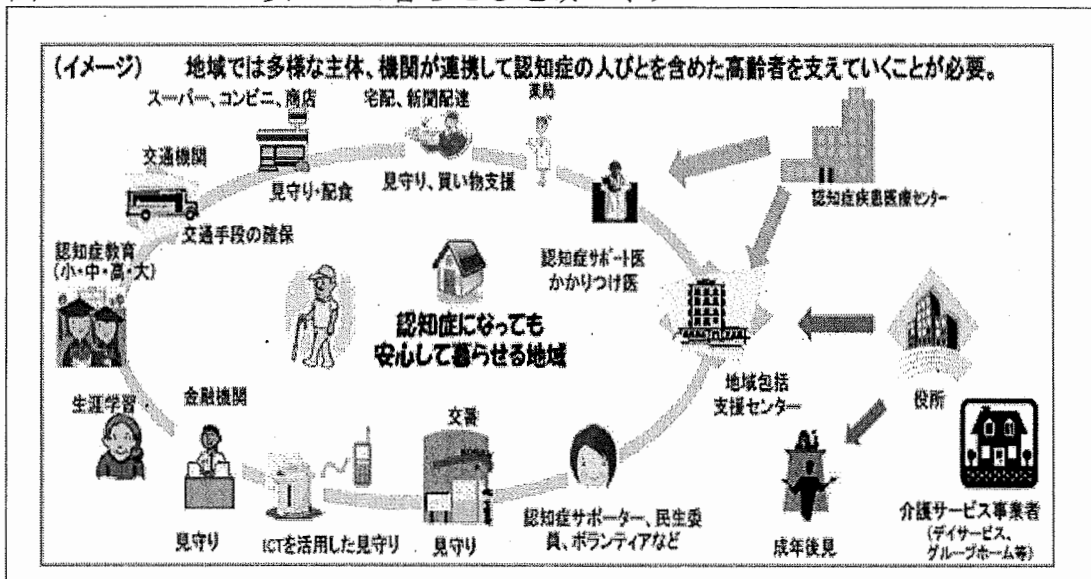 (イメージ) 地域では多様な主体、機関が連携して認知症の人びとを含めた高齢者を支えていくことが必要。
スーパー、コンビニ、商店
宅配、新聞配達
薬局
交通機関
見守り・配食
見守り、買い物支援
認知症疾患医療センター
交通手段の確保
認知症教育
(小・中・高・大)
認知症サポート医
かかりつけ医
認知症になっても
安心して暮らせる地域
地域包括
支援センター
役所
生涯学習
金融機関
交番
見守り
ICTを活用した見守り
見守り
認知症サポーター、民生委
員、ボランティアなど
成年後見
介護サービス事業者
(デイサービス、
グループホーム等)